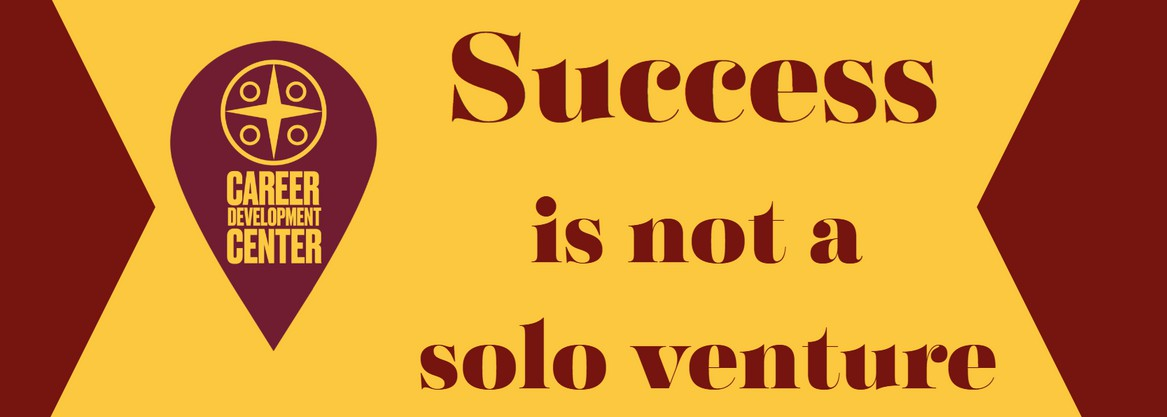 CAREER
DEVELOPMENT
CENTER
Success
is not a
solo venture